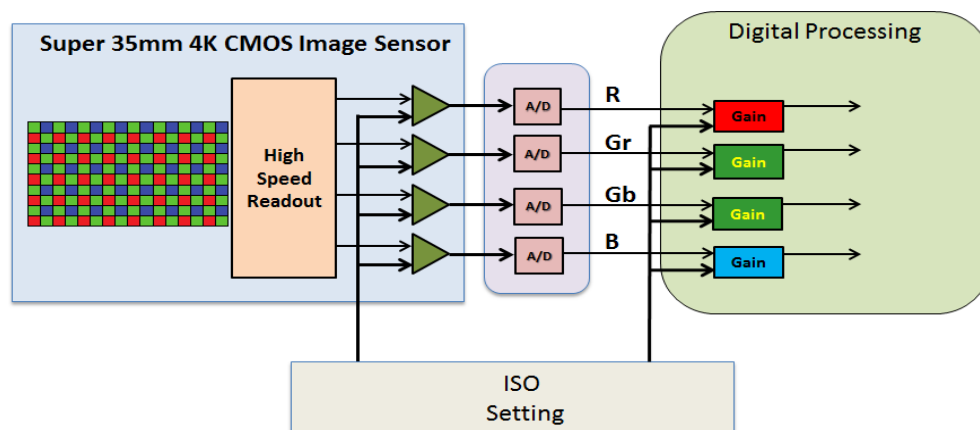 Super 35mm 4K CMOS Image Sensor
Digital Processing
High
Speed
Readout
A/D
R
Gain
A/D
Gr
Gain
A/D
Gb
Gain
A/D
B
Gain
ISO
Setting